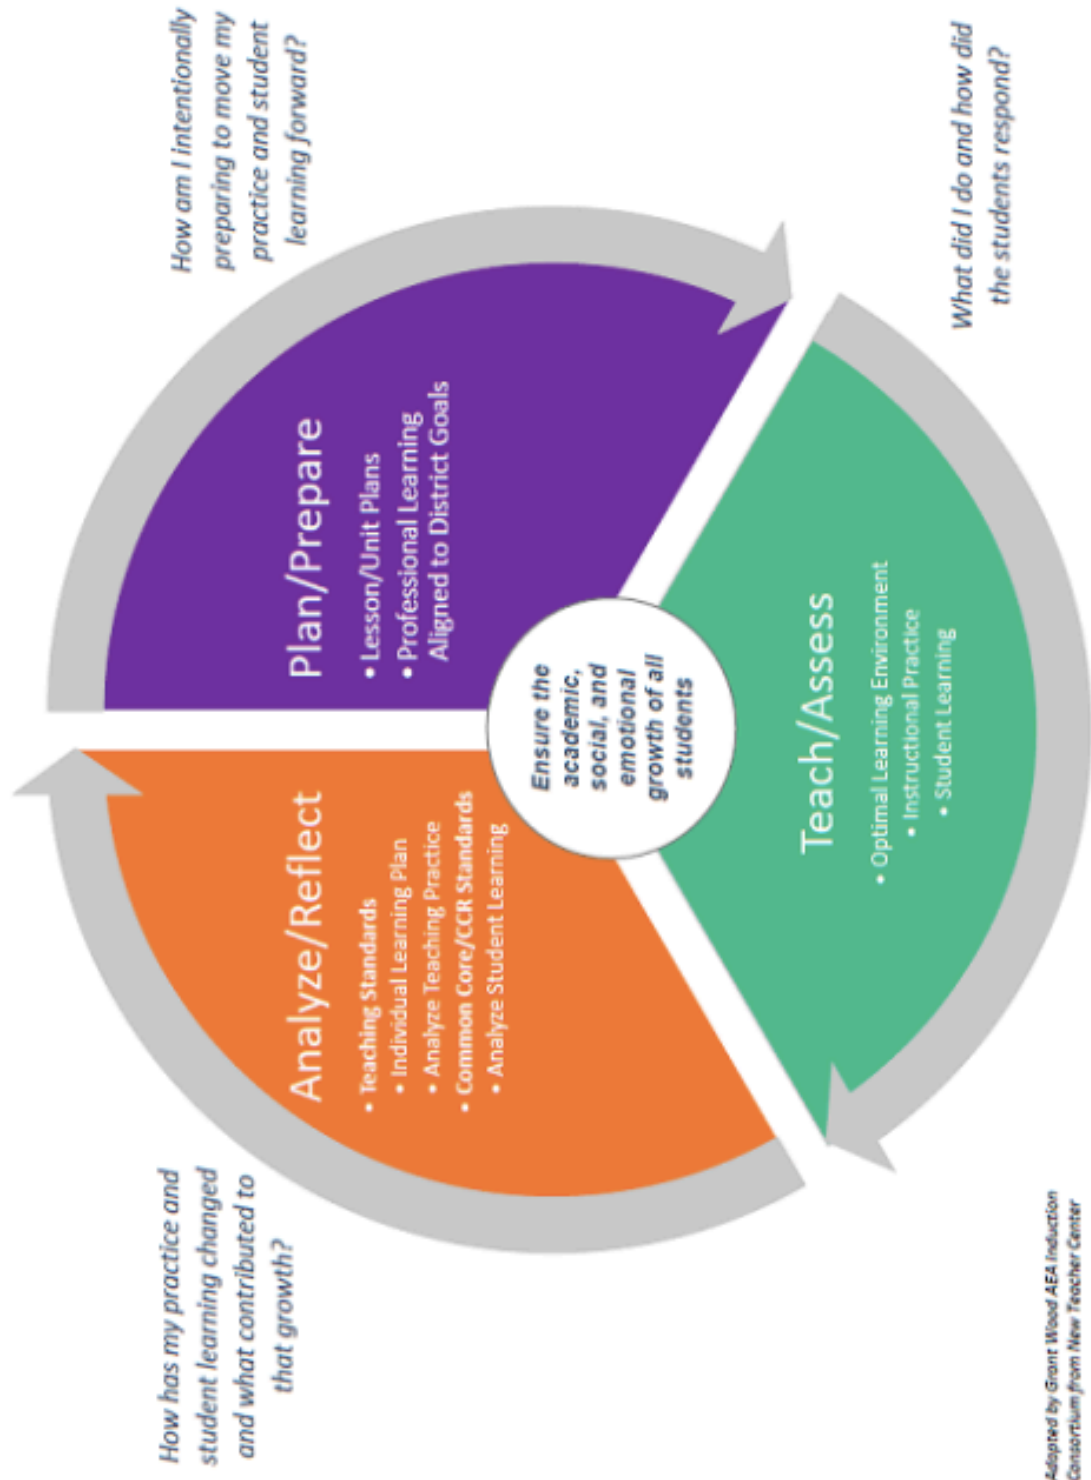 How has my practice and
student learning changed
and what contributed to
that growth?
How am I intentionally
preparing to move my
practice and student
learning forward?
Analyze/Reflect
• Teaching Standards
• Individual Learning Plan
• Analyze Teaching Practice
• Common Core/CCR Standards
• Analyze Student Learning
Plan/Prepare
• Lesson/Unit Plans
• Professional Learning
Aligned to District Goals
Ensure the
academic,
social, and
emotional
growth of all
students
Teach/Assess
• Optimal Learning Environment
• Instructional Practice
• Student Learning
What did I do and how did
the students respond?
Adapted by Grant Wood AEA Induction
Consortium from New Teacher Center